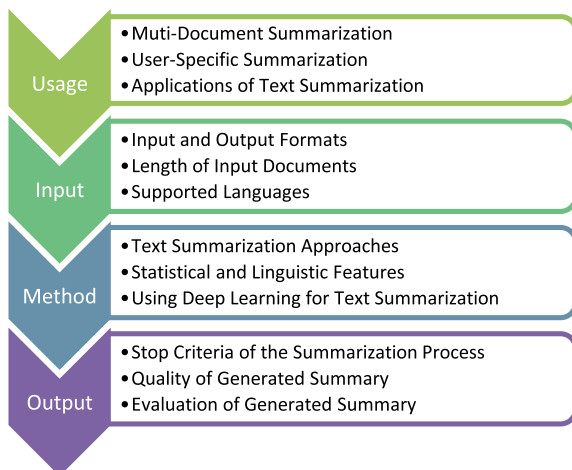 Usage
•Muti-Document Summarization
•User-Specific Summarization
•Applications of Text Summarization
Input
•Input and Output Formats
•Length of Input Documents
•Supported Languages
Method
•Text Summarization Approaches
•Statistical and Linguistic Features
•Using Deep Learning for Text Summarization
Output
•Stop Criteria of the Summarization Process
•Quality of Generated Summary
•Evaluation of Generated Summary